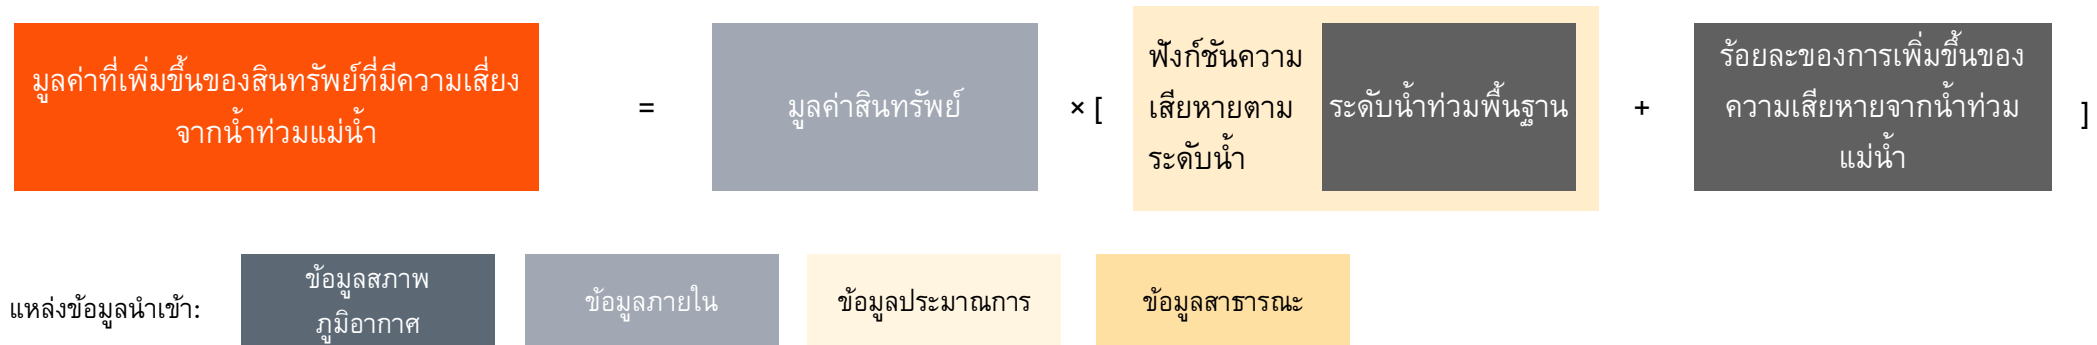 มูลค่าที่เพิ่มขึ้นของสินทรัพย์ที่มีความเสี่ยง
จากน้ำท่วมแม่น้ำ
=
มูลค่าสินทรัพย์
× [
ฟังก์ชันความ
เสียหายตาม
ระดับน้ำ
ระดับน้ำท่วมพื้นฐาน
+
ร้อยละของการเพิ่มขึ้นของ
ความเสียหายจากน้ำท่วม
แม่น้ำ
]
แหล่งข้อมูลนำเข้า:
ข้อมูลสภาพ
ภูมิอากาศ
ข้อมูลภายใน
ข้อมูลประมาณการ
ข้อมูลสาธารณะ